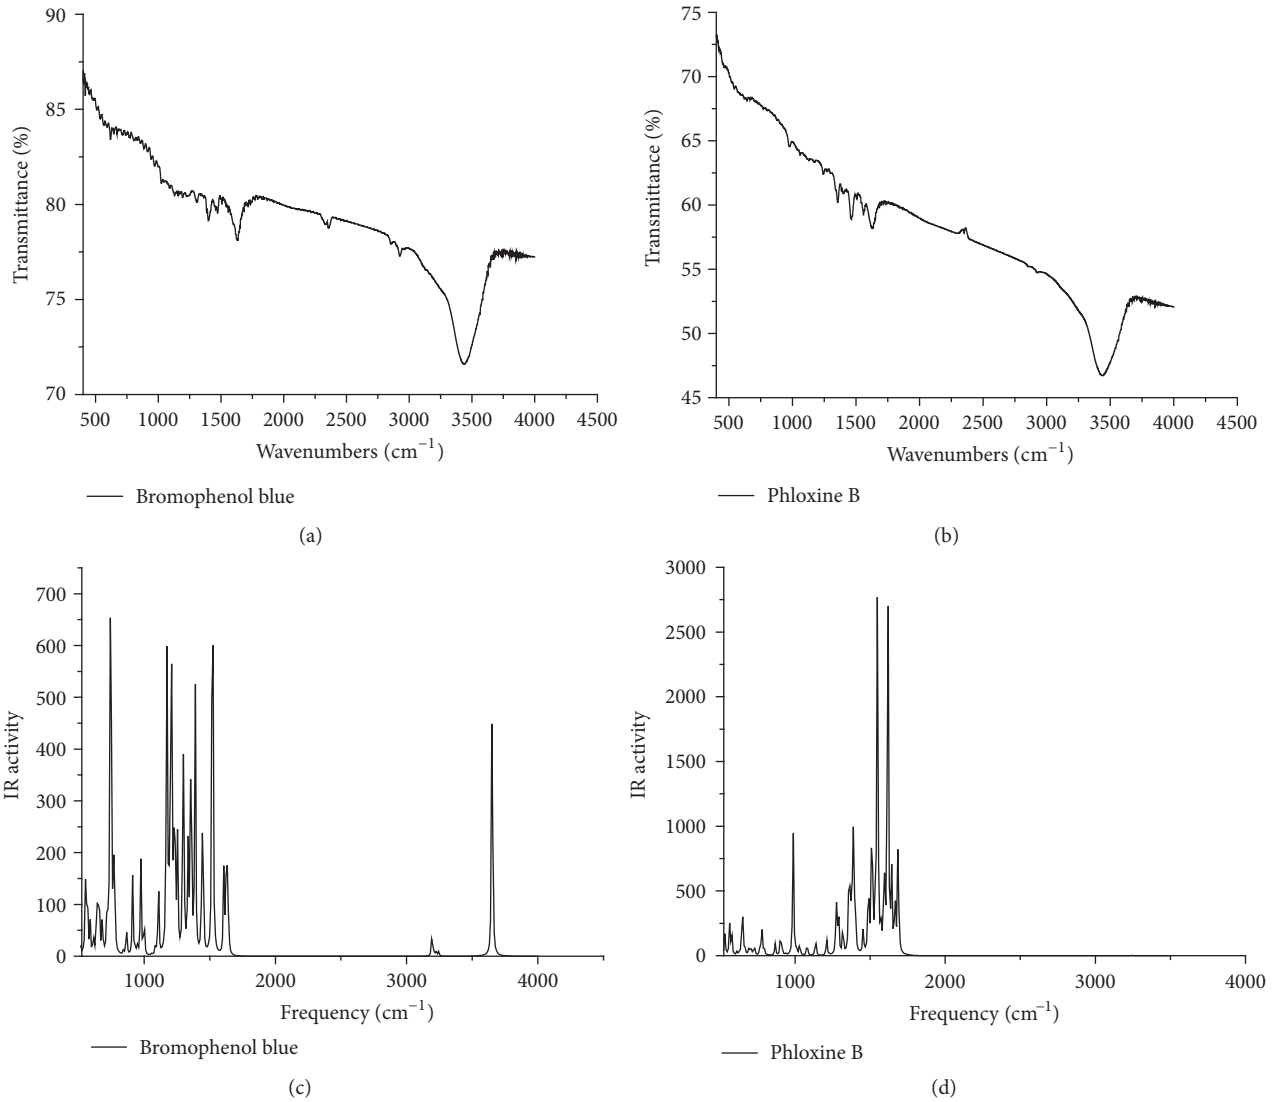 90
85
80
75
70
Transmittance (%)
500 1000 1500 2000 2500 3000 3500 4000 4500
Wavenumbers (cm⁻¹)
Bromophenol blue
(a)
75
70
65
60
55
50
45
Transmittance (%)
500 1000 1500 2000 2500 3000 3500 4000 4500
Wavenumbers (cm⁻¹)
Phloxine B
(b)
700
600
500
400
300
200
100
0
IR activity
1000 2000 3000 4000
Frequency (cm⁻¹)
Bromophenol blue
(c)
3000
2500
2000
1500
1000
500
0
IR activity
1000 2000 3000 4000
Frequency (cm⁻¹)
Phloxine B
(d)